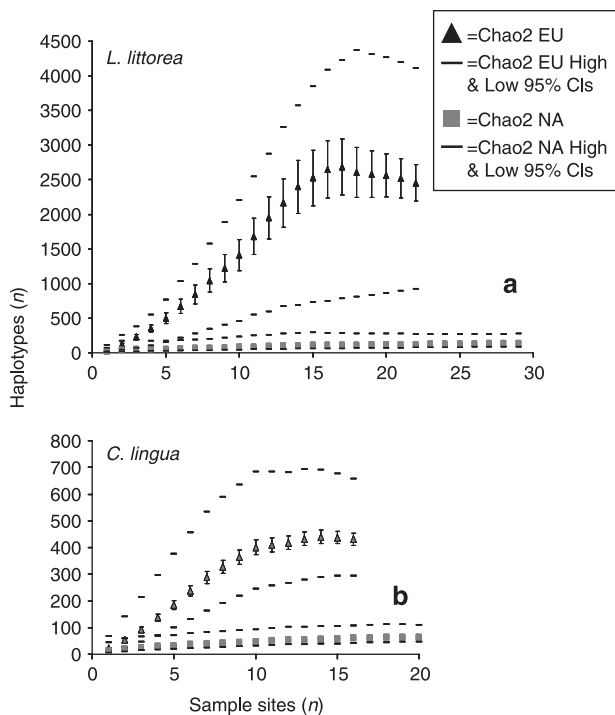 L. littorea
=Chao2 EU
=Chao2 EU High
& Low 95% CIs
=Chao2 NA
=Chao2 NA High
& Low 95% CIs
4500
4000
3500
3000
2500
2000
1500
1000
500
0
0 5 10 15 20 25 30
a
Haplotypes (n)
C. lingua
800
700
600
500
400
300
200
100
0
0 5 10 15 20
b
Sample sites (n)